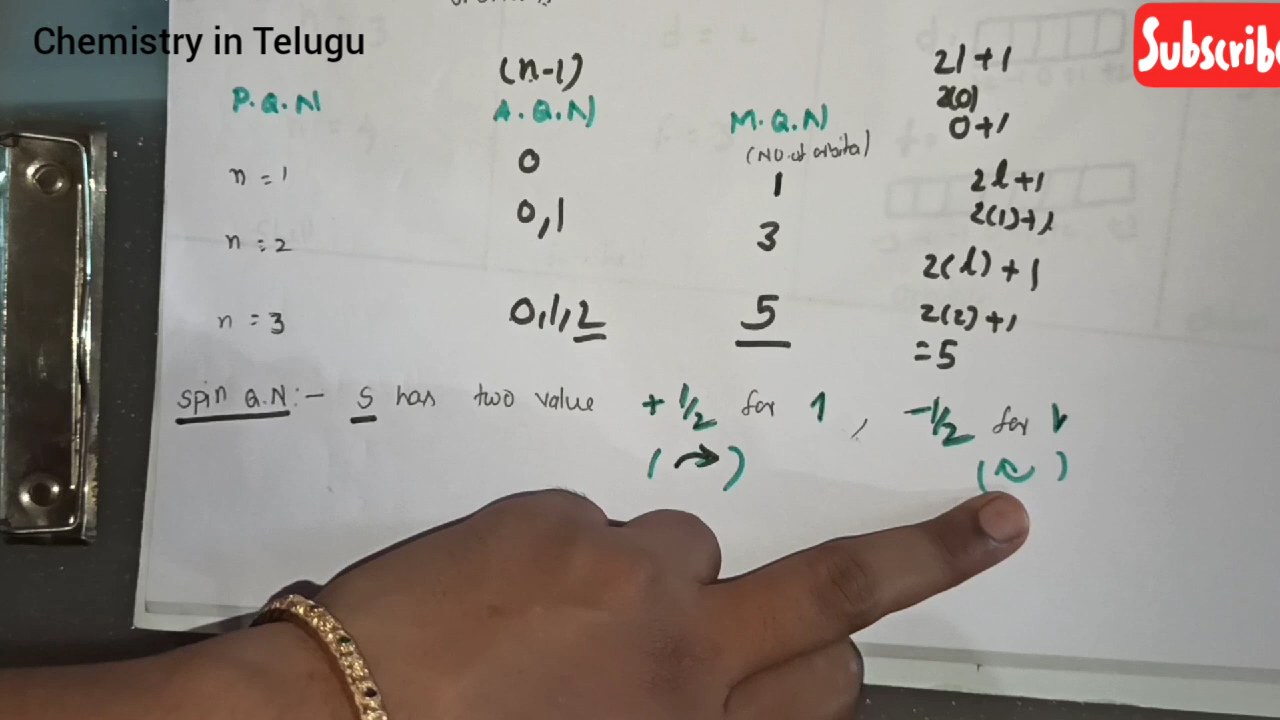 Chemistry in Telugu
Subscribe
(n-1)
P.Q.N A.Q.N M.Q.N
(No.of orbital)
n = 1 0 1
n = 2 0,1 3
n = 3 0,1,2 5
2l+1
2(0)
0+1
2l+1
2(1)+1
2(l)+1
2(2)+1
=5
Spin Q.N:- S has two value +1/2 for ↿, -1/2 for ⇂